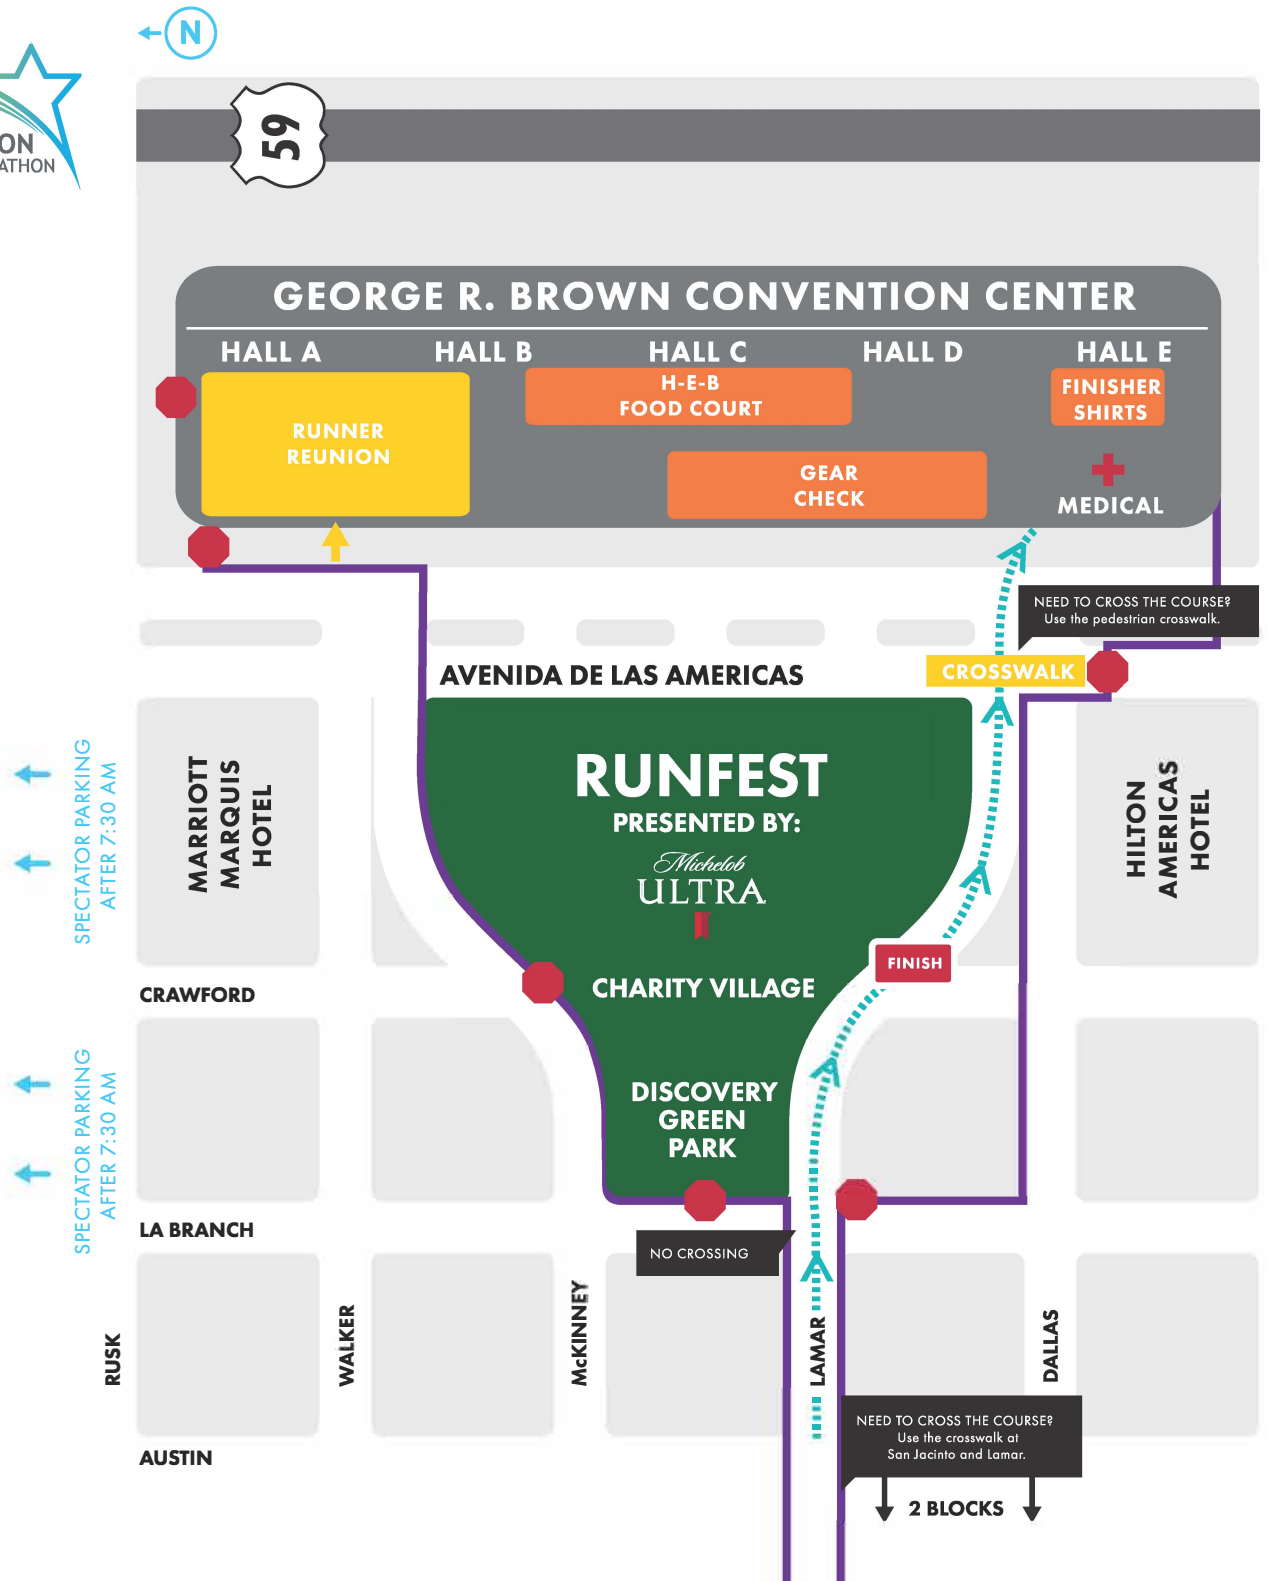 N
ON
ATHON
59
GEORGE R. BROWN CONVENTION CENTER
HALL A
HALL B
HALL C
HALL D
HALL E
RUNNER
REUNION
H-E-B
FOOD COURT
GEAR
CHECK
FINISHER
SHIRTS
MEDICAL
NEED TO CROSS THE COURSE?
Use the pedestrian crosswalk.
CROSSWALK
AVENIDA DE LAS AMERICAS
SPECTATOR PARKING
AFTER 7:30 AM
MARRIOTT
MARQUIS
HOTEL
RUNFEST
PRESENTED BY:
Michelob
ULTRA
HILTON
AMERICAS
HOTEL
FINISH
CHARITY VILLAGE
CRAWFORD
SPECTATOR PARKING
AFTER 7:30 AM
DISCOVERY
GREEN
PARK
LA BRANCH
NO CROSSING
RUSK
WALKER
McKINNEY
LAMAR
DALLAS
NEED TO CROSS THE COURSE?
Use the crosswalk at
San Jacinto and Lamar.
AUSTIN
2 BLOCKS